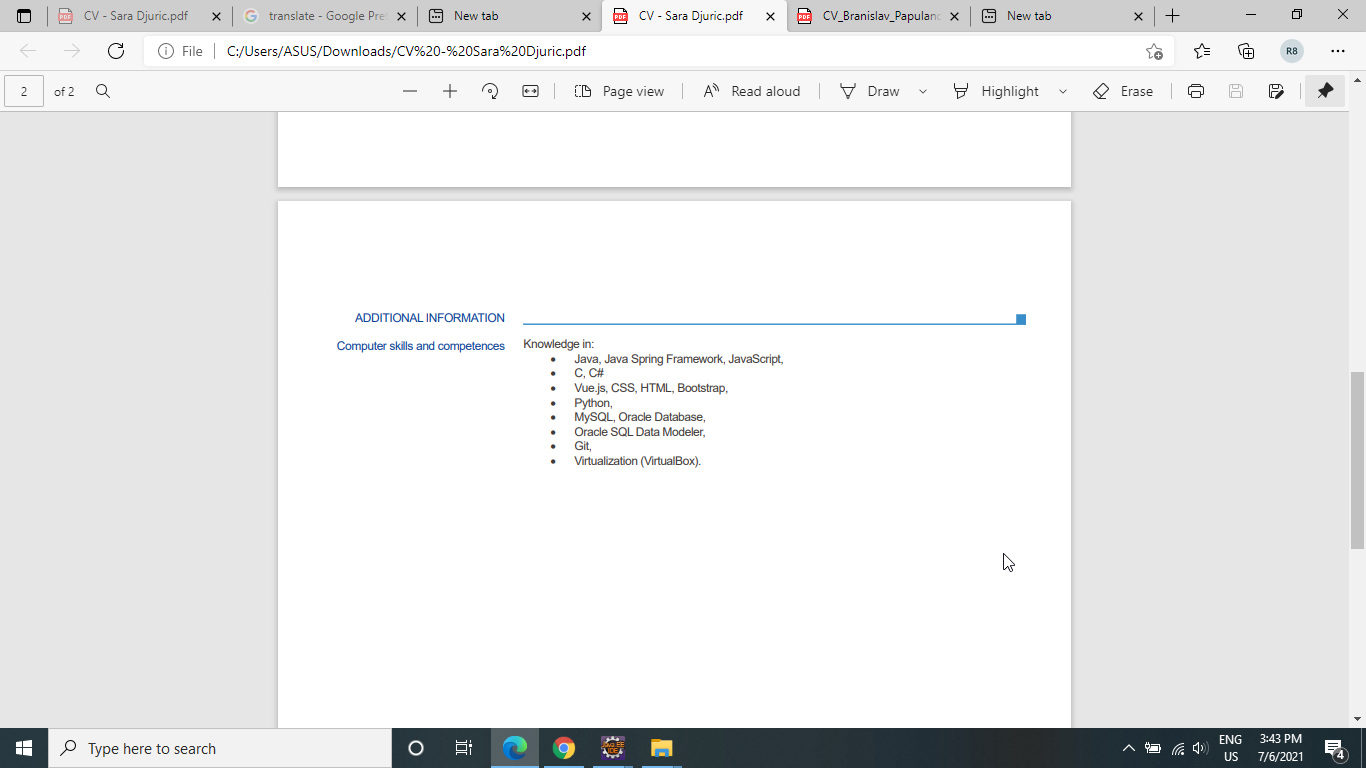 CV - Sara Djuric.pdf
translate - Google Pre
New tab
CV - Sara Djuric.pdf
CV_Branislav_Papulan
New tab
File
C:/Users/ASUS/Downloads/CV%20-%20Sara%20Djuric.pdf
R8
2 of 2
Page view
Read aloud
Draw
Highlight
Erase
ADDITIONAL INFORMATION
Computer skills and competences
Knowledge in:
• Java, Java Spring Framework, JavaScript,
• C, C#
• Vue.js, CSS, HTML, Bootstrap,
• Python,
• MySQL, Oracle Database,
• Oracle SQL Data Modeler,
• Git,
• Virtualization (VirtualBox).
Type here to search
Java EE
IDE
ENG
US
3:43 PM
7/6/2021
4